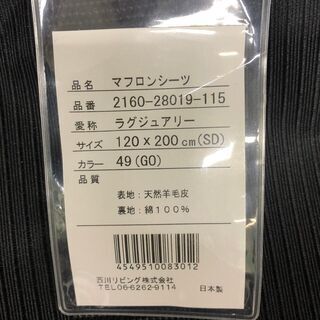 品名 マフロンシーツ
品番 2160-28019-115
愛称 ラグジュアリー
サイズ 120×200cm(SD)
カラー 49(GO)
品質
表地:天然羊毛皮
裏地:綿100%
4549510083012
西川リビング株式会社
TEL06-6262-9114 日本製